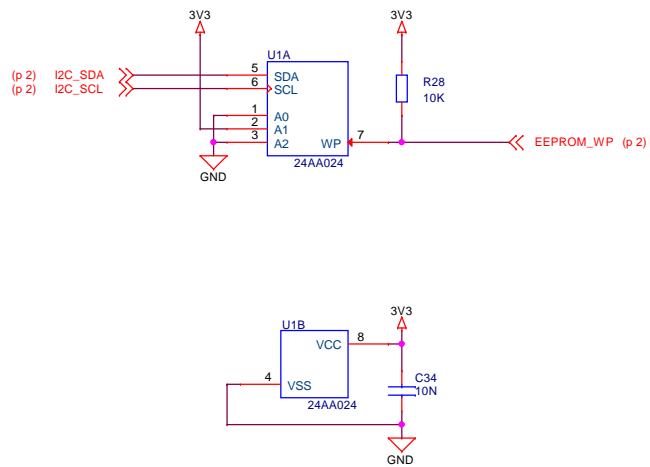 3V3 3V3
U1A
(p 2) I2C_SDA 5 SDA R28
(p 2) I2C_SCL 6 SCL 10K
1 A0
2 A1
3 A2 WP 7 EEPROM_WP (p 2)
24AA024
GND
3V3
U1B
VCC 8
4 VSS C34
10N
24AA024
GND